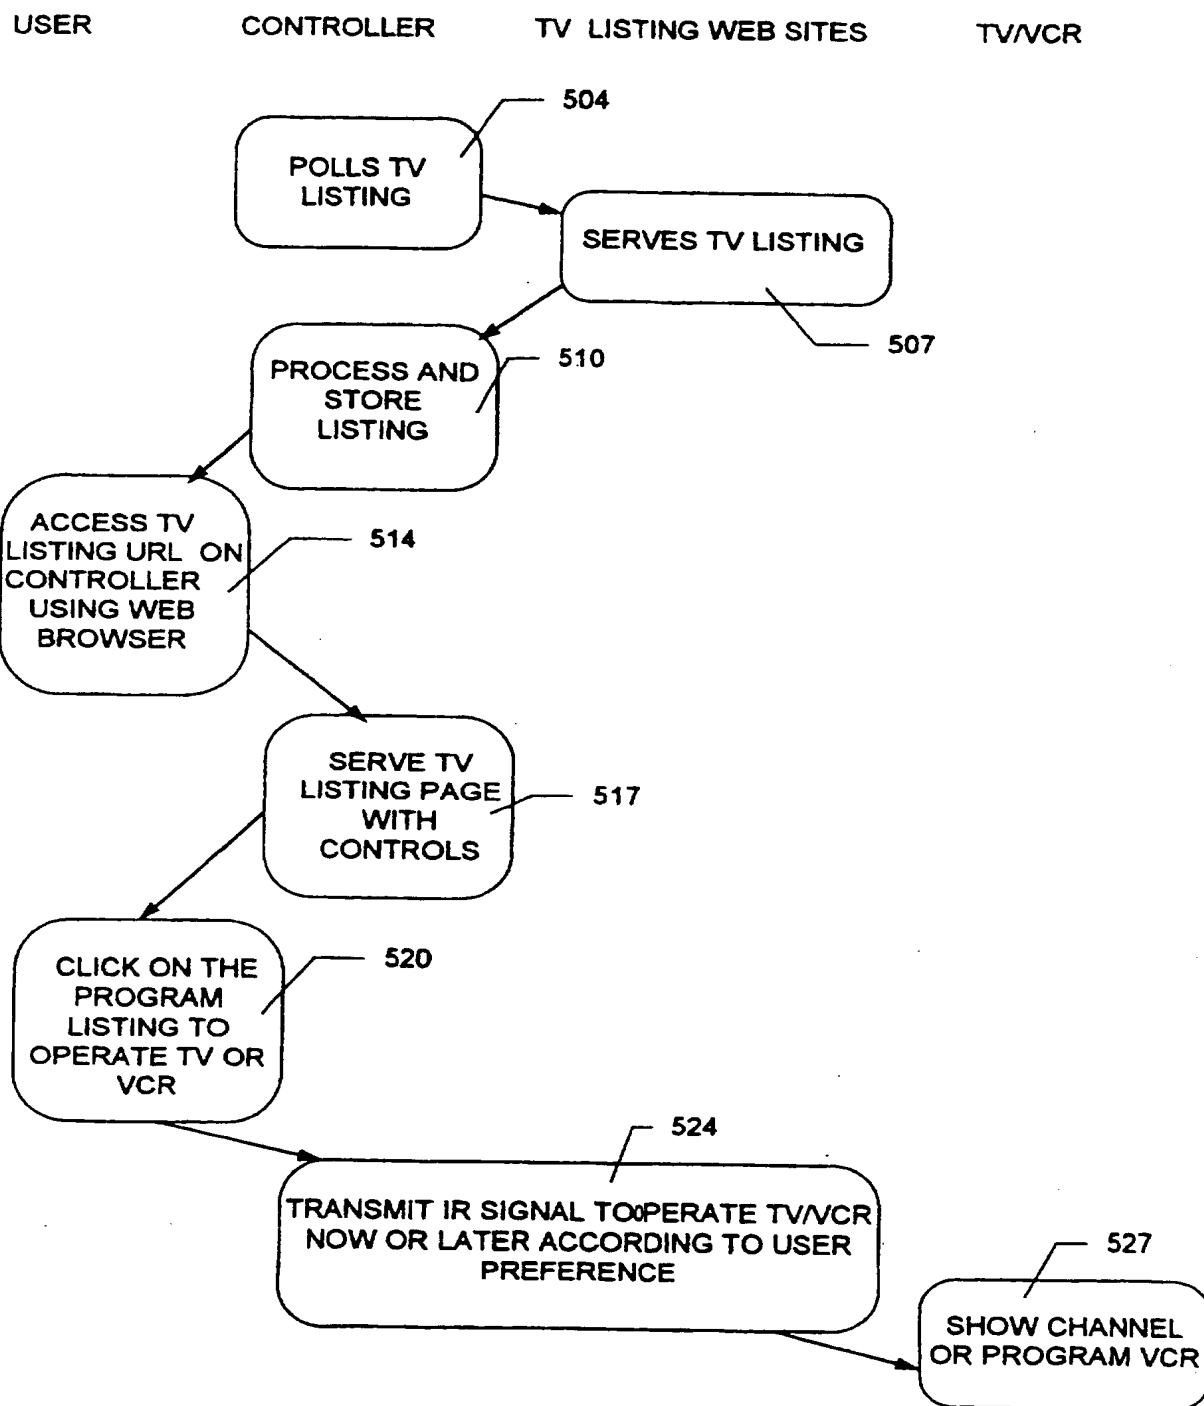 USER CONTROLLER TV LISTING WEB SITES TV/VCR
504
POLLS TV
LISTING
SERVES TV LISTING
507
510
PROCESS AND
STORE
LISTING
ACCESS TV
LISTING URL ON
CONTROLLER
USING WEB
BROWSER
514
SERVE TV
LISTING PAGE
WITH
CONTROLS
517
CLICK ON THE
PROGRAM
LISTING TO
OPERATE TV OR
VCR
520
524
TRANSMIT IR SIGNAL TO OPERATE TV/VCR
NOW OR LATER ACCORDING TO USER
PREFERENCE
527
SHOW CHANNEL
OR PROGRAM VCR